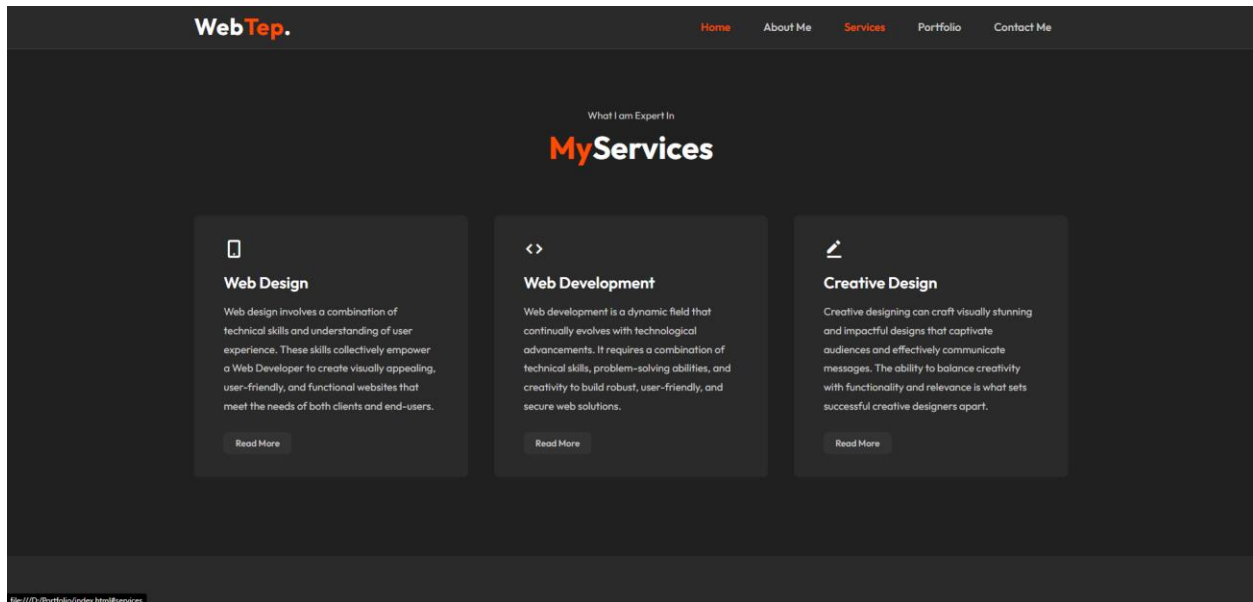 WebTep.
Home About Me Services Portfolio Contact Me
What I am Expert In
MyServices
Web Design
Web design involves a combination of
technical skills and understanding of user
experience. These skills collectively empower
a Web Developer to create visually appealing,
user-friendly, and functional websites that
meet the needs of both clients and end-users.
Read More
Web Development
Web development is a dynamic field that
continually evolves with technological
advancements. It requires a combination of
technical skills, problem-solving abilities, and
creativity to build robust, user-friendly, and
secure web solutions.
Read More
Creative Design
Creative designing can craft visually stunning
and impactful designs that captivate
audiences and effectively communicate
messages. The ability to balance creativity
with functionality and relevance is what sets
successful creative designers apart.
Read More
file:///D:/Portfolio/index.html#services